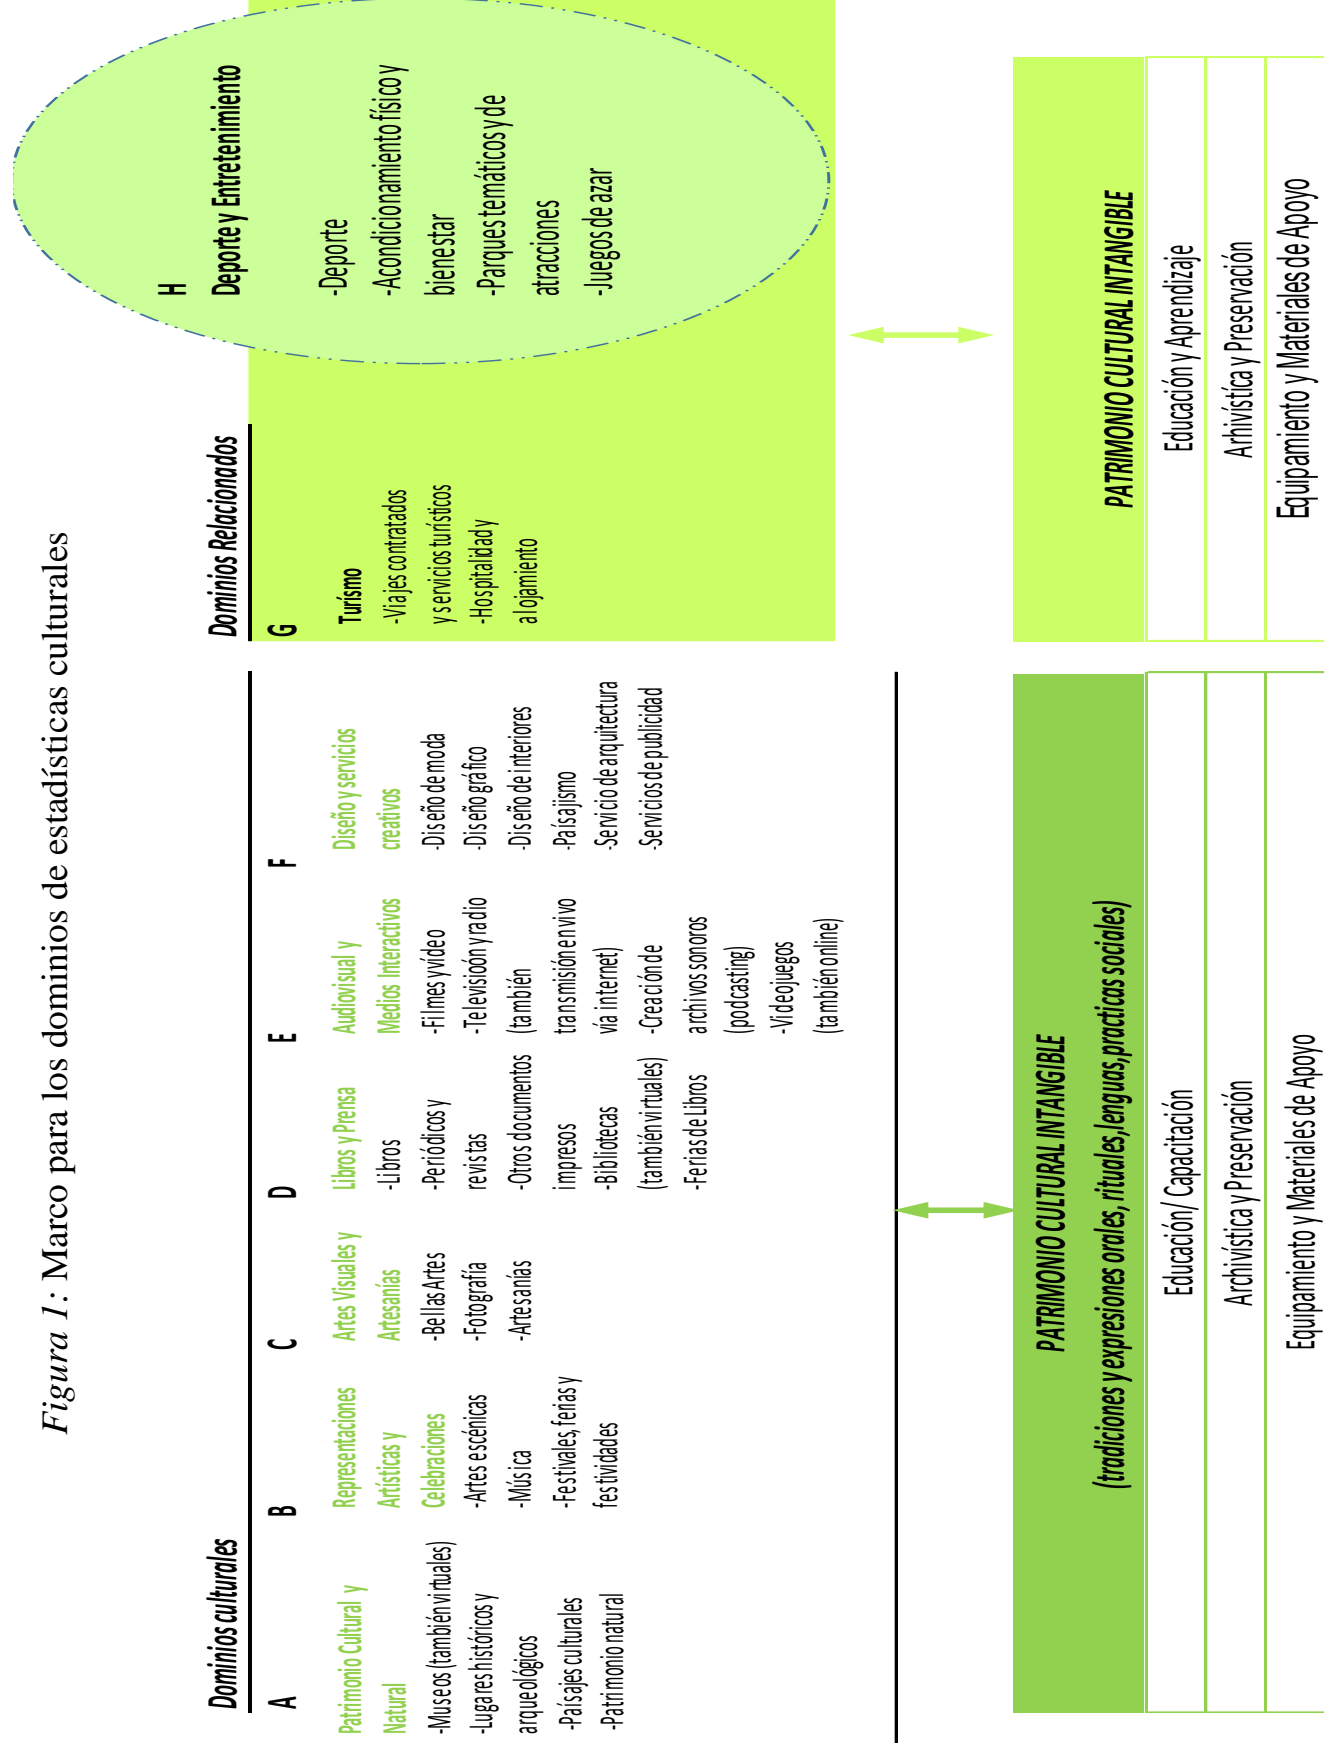 Figura 1: Marco para los dominios de estadísticas culturales
Dominios culturales
A
Patrimonio Cultural y
Natural
-Museos (también virtuales)
-Lugares históricos y
arqueológicos
-Païsajes culturales
-Patrimonio natural
B
Representaciones
Artísticas y
Celebraciones
-Artes escénicas
-Música
-Festivales, ferias y
festividades
C
Artes Visuales y
Artesanías
-Bellas Artes
-Fotografía
-Artesanías
D
Libros y Prensa
-Libros
-Periódicos y
revistas
-Otros documentos
impresos
-Bibliotecas
(también virtuales)
-Ferias de Libros
E
Audiovisual y
Medios Interactivos
-Filmes y vídeo
-Televisioón y radio
(también
transmisión en vivo
vía internet)
-Creación de
archivos sonoros
(podcasting)
-Videojuegos
(también online)
F
Diseño y servicios
creativos
-Diseño de moda
-Diseño gráfico
-Diseño de interiores
-Païsajismo
-Servicio de arquitectura
-Servicios de publicidad
Dominios Relacionados
G
Turísmo
-Viajes contratados
y servicios turísticos
-Hospitalidad y
alojamiento
H
Deporte y Entretenimiento
-Deporte
-Acondicionamiento físico y
bienestar
-Parques temáticos y de
atracciones
-Juegos de azar
PATRIMONIO CULTURAL INTANGIBLE
(tradiciones y expresiones orales, rituales, lenguas, practicas sociales)
Educación/ Capacitación
Archivística y Preservación
Equipamiento y Materiales de Apoyo
PATRIMONIO CULTURAL INTANGIBLE
Educación y Aprendizaje
Arhivística y Preservación
Equipamiento y Materiales de Apoyo